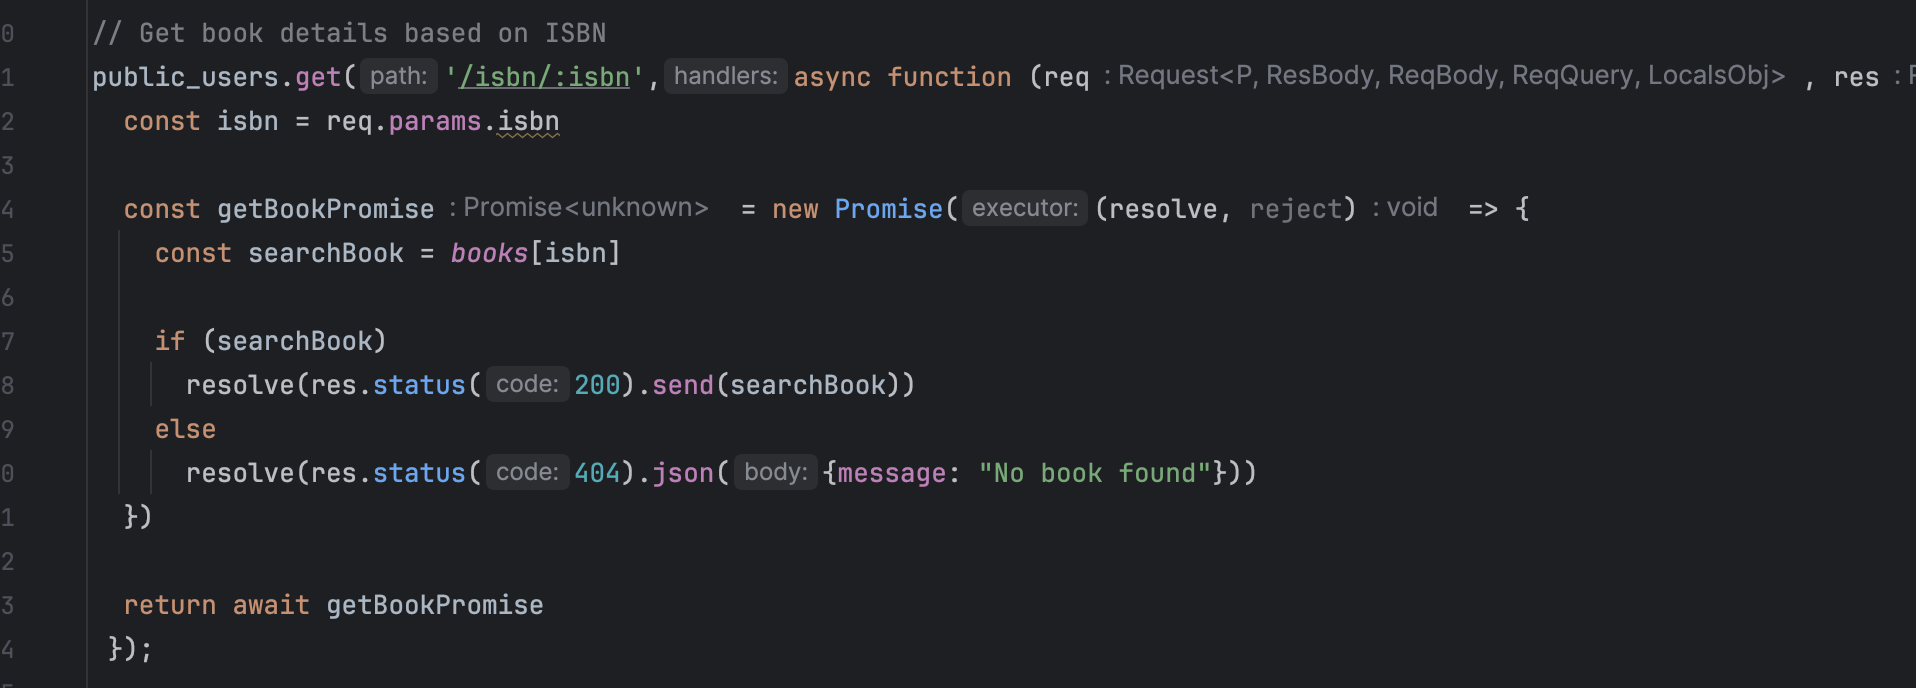 0 // Get book details based on ISBN
1 public_users.get( path: '/isbn/:isbn', handlers: async function (req : Request<P, ResBody, ReqBody, ReqQuery, LocalsObj> , res :
2 const isbn = req.params.isbn
3
4 const getBookPromise : Promise<unknown> = new Promise( executor: (resolve, reject) : void => {
5 const searchBook = books[isbn]
6
7 if (searchBook)
8 resolve(res.status( code: 200).send(searchBook))
9 else
0 resolve(res.status( code: 404).json( body: {message: "No book found"}))
1 })
2
3 return await getBookPromise
4 });